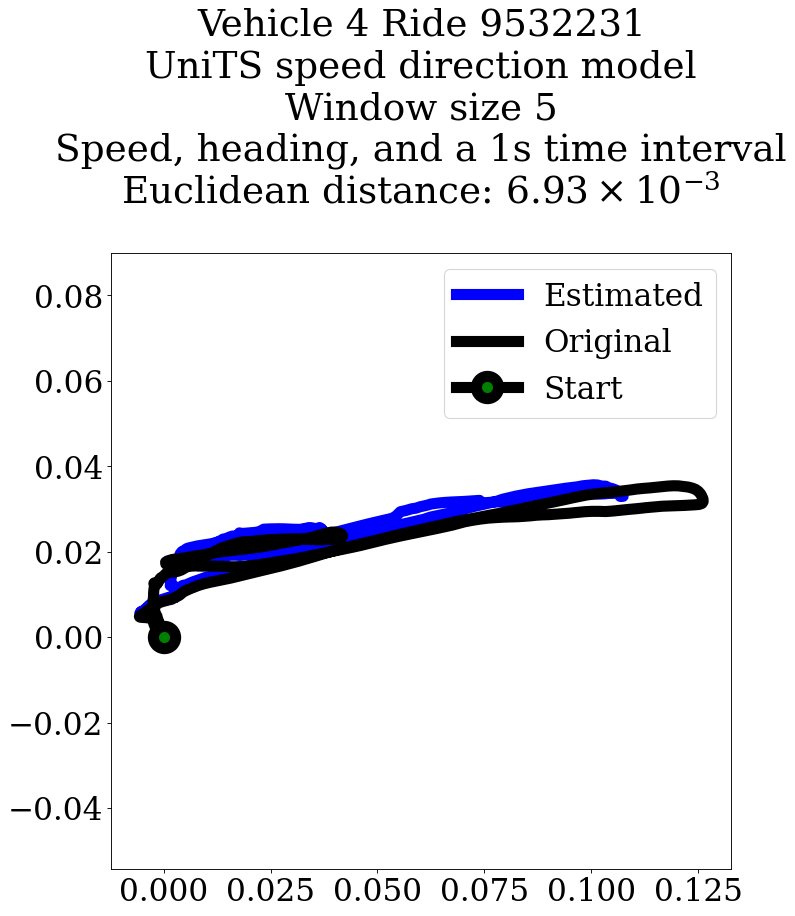 Vehicle 4 Ride 9532231
UniTS speed direction model
Window size 5
Speed, heading, and a 1s time interval
Euclidean distance: 6.93 × 10⁻³
Estimated
Original
Start
0.08
0.06
0.04
0.02
0.00
−0.02
−0.04
0.000 0.025 0.050 0.075 0.100 0.125